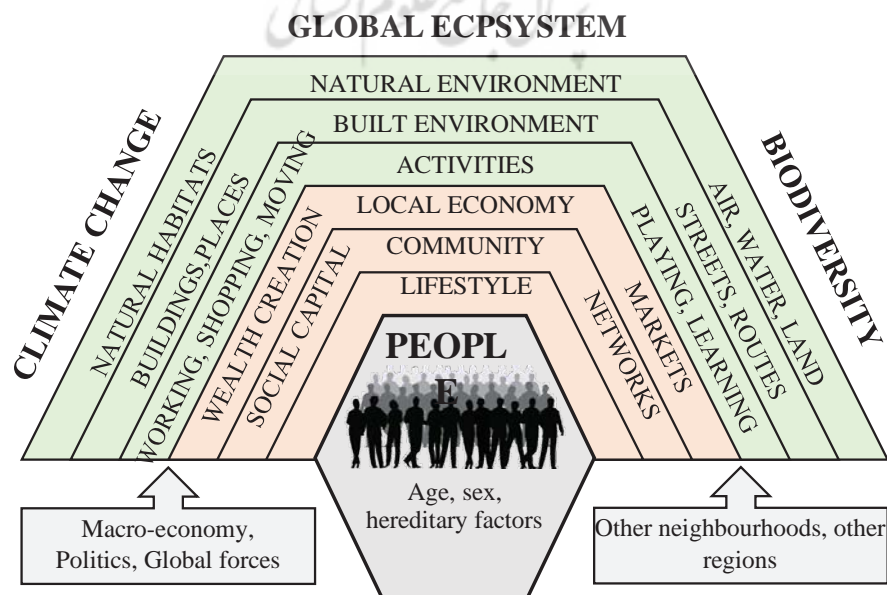 GLOBAL ECPSYSTEM
CLIMATE CHANGE
BIODIVERSITY
NATURAL ENVIRONMENT
NATURAL HABITATS
AIR, WATER, LAND
BUILT ENVIRONMENT
BUILDINGS,PLACES
STREETS, ROUTES
ACTIVITIES
WORKING, SHOPPING, MOVING
PLAYING, LEARNING
LOCAL ECONOMY
WEALTH CREATION
MARKETS
COMMUNITY
SOCIAL CAPITAL
NETWORKS
LIFESTYLE
PEOPL
E
Age, sex,
hereditary factors
Macro-economy,
Politics, Global forces
Other neighbourhoods, other
regions